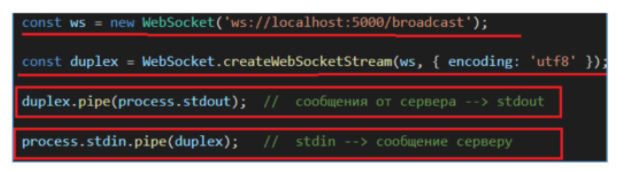 const ws = new WebSocket('ws://localhost:5000/broadcast');
const duplex = WebSocket.createWebSocketStream(ws, { encoding: 'utf8' });
duplex.pipe(process.stdout); // сообщения от сервера --> stdout
process.stdin.pipe(duplex); // stdin --> сообщение серверу